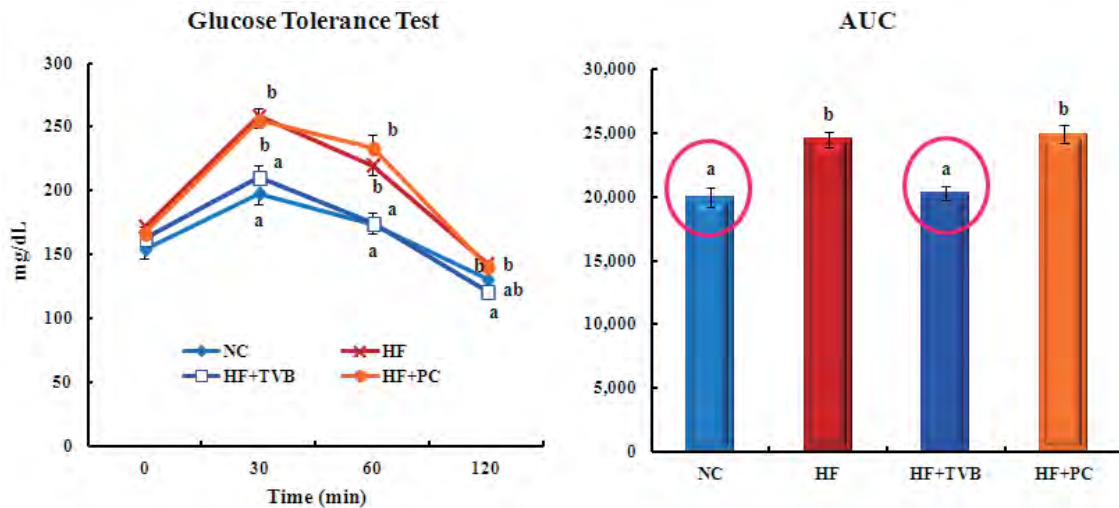 Glucose Tolerance Test
300
250
200
150
100
50
0
mg/dL
b
b
b
a
b
a
a
a
b
b
ab
a
NC
HF
HF+TVB
HF+PC
0
30
60
120
Time (min)
AUC
30,000
25,000
20,000
15,000
10,000
5,000
0
a
b
a
b
NC
HF
HF+TVB
HF+PC